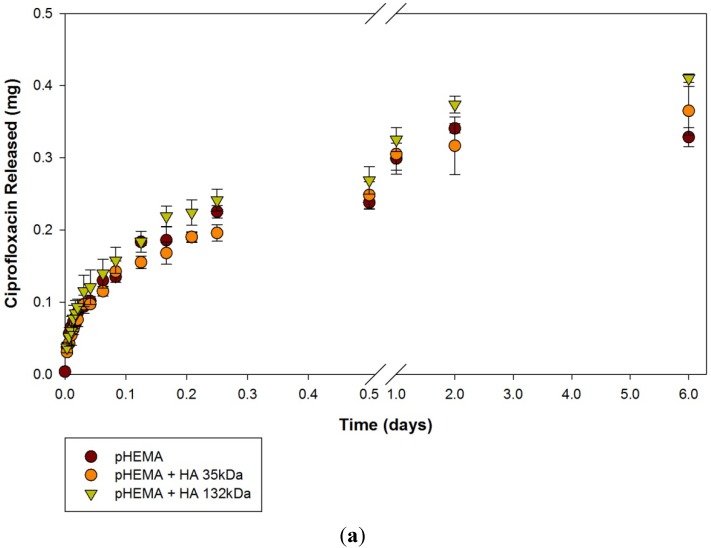 0.5
0.4
0.3
0.2
0.1
0.0
Ciprofloxacin Released (mg)
0.0 0.1 0.2 0.3 0.4 0.5 1.0 2.0 3.0 4.0 5.0 6.0
Time (days)
pHEMA
pHEMA + HA 35kDa
pHEMA + HA 132kDa
(a)